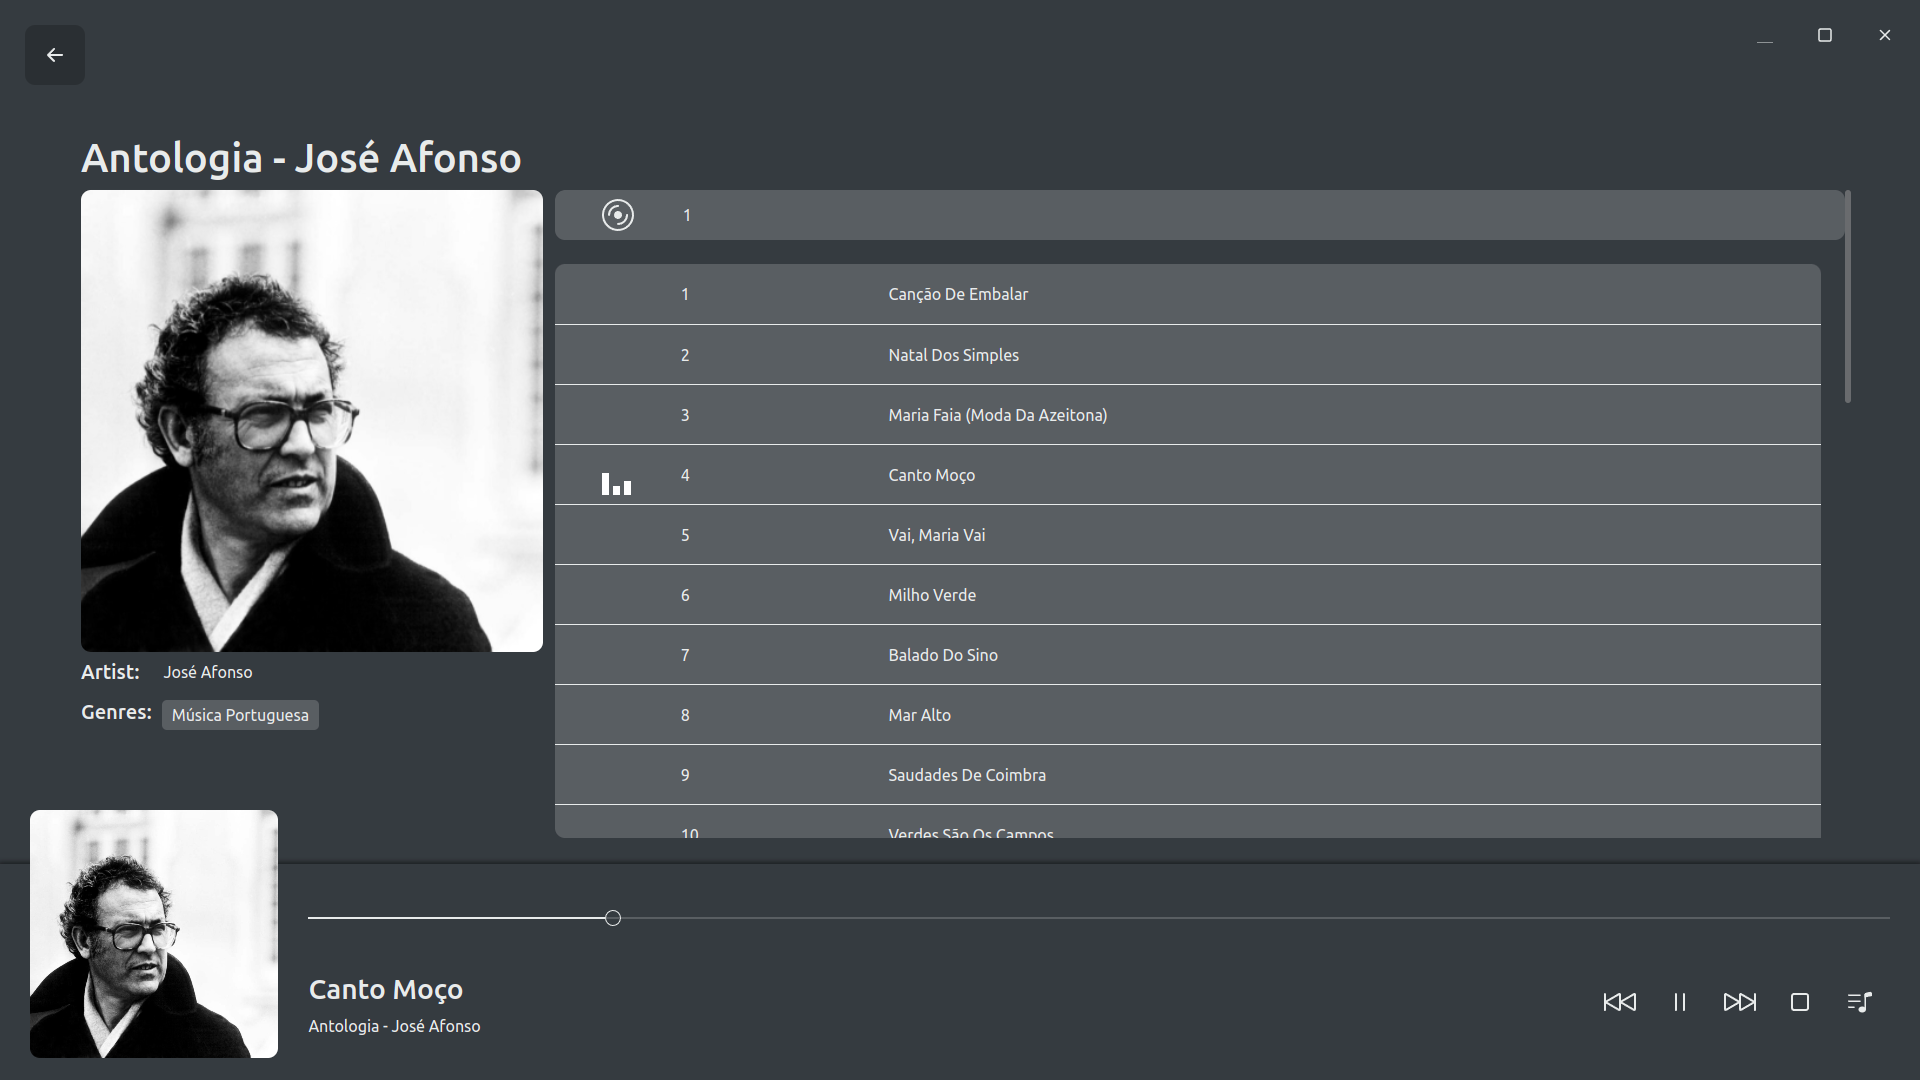 Antologia - José Afonso
1
1 Canção De Embalar
2 Natal Dos Simples
3 Maria Faia (Moda Da Azeitona)
4 Canto Moço
5 Vai, Maria Vai
6 Milho Verde
7 Balado Do Sino
8 Mar Alto
9 Saudades De Coimbra
10 Verdes São Os Campos
Artist: José Afonso
Genres: Música Portuguesa
Canto Moço
Antologia - José Afonso